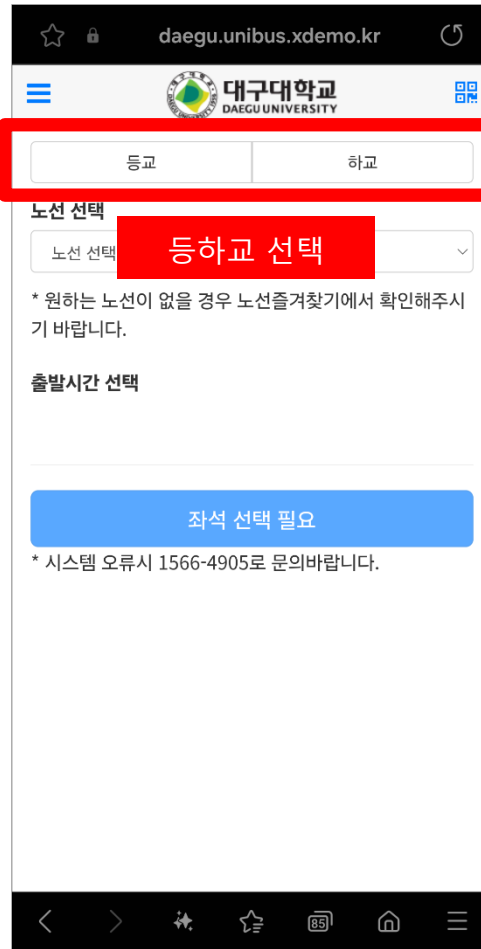 daegu.unibus.xdemo.kr
대구대학교
DAEGU UNIVERSITY
등교 하교
노선 선택
노선 선택
등하교 선택
* 원하는 노선이 없을 경우 노선즐겨찾기에서 확인해주시
기 바랍니다.
출발시간 선택
좌석 선택 필요
* 시스템 오류시 1566-4905로 문의바랍니다.
85